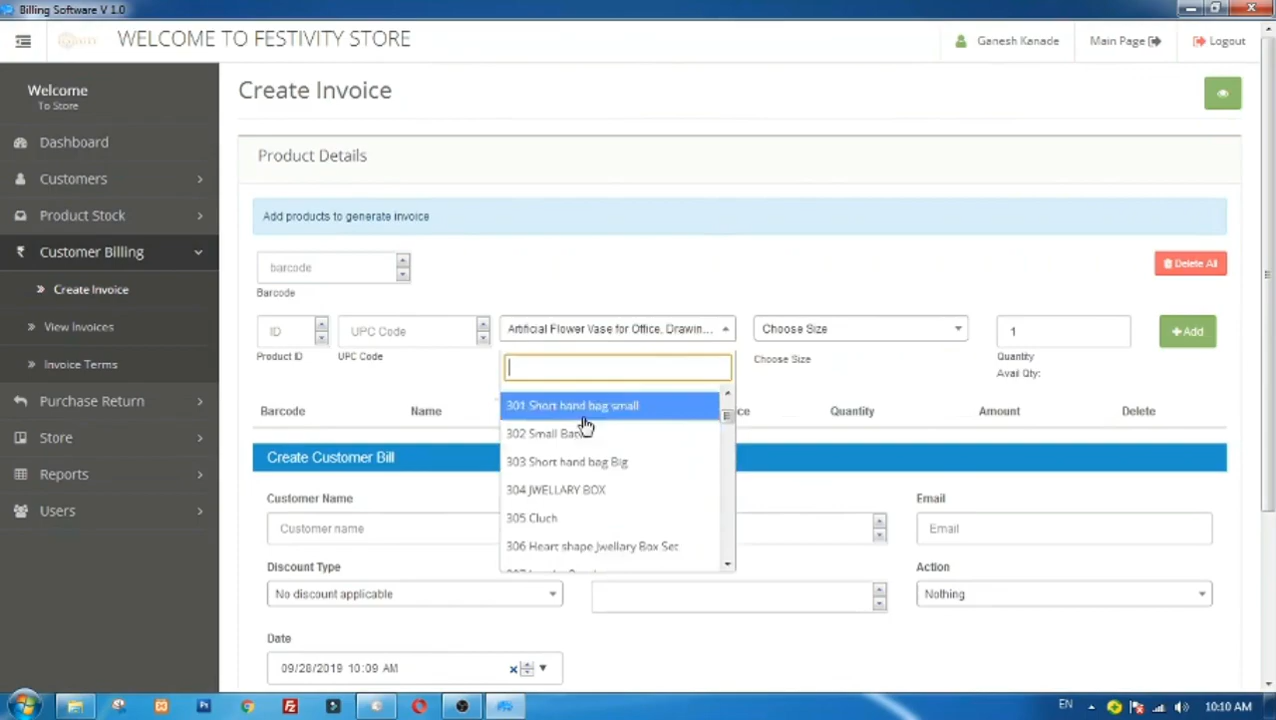 Billing Software V 1.0
WELCOME TO FESTIVITY STORE
Ganesh Kanade
Main Page
Logout
Welcome
To Store
Dashboard
Customers
Product Stock
Customer Billing
Create Invoice
View Invoices
Invoice Terms
Purchase Return
Store
Reports
Users
Create Invoice
Product Details
Add products to generate invoice
barcode
Delete All
Barcode
ID
UPC Code
Artificial Flower Vase for Office, Drawin...
Choose Size
1
+Add
Product ID
UPC Code
Choose Size
Quantity
Avail Qty:
301 Short hand bag small
302 Small
303 Short hand bag Big
304 JWELLARY BOX
305 Cluch
306 Heart shape Jwellary Box Set
Barcode
Name
Quantity
Amount
Delete
Create Customer Bill
Customer Name
Email
Customer name
Email
Discount Type
Action
No discount applicable
Nothing
Date
09/28/2019 10:09 AM
EN
10:10 AM